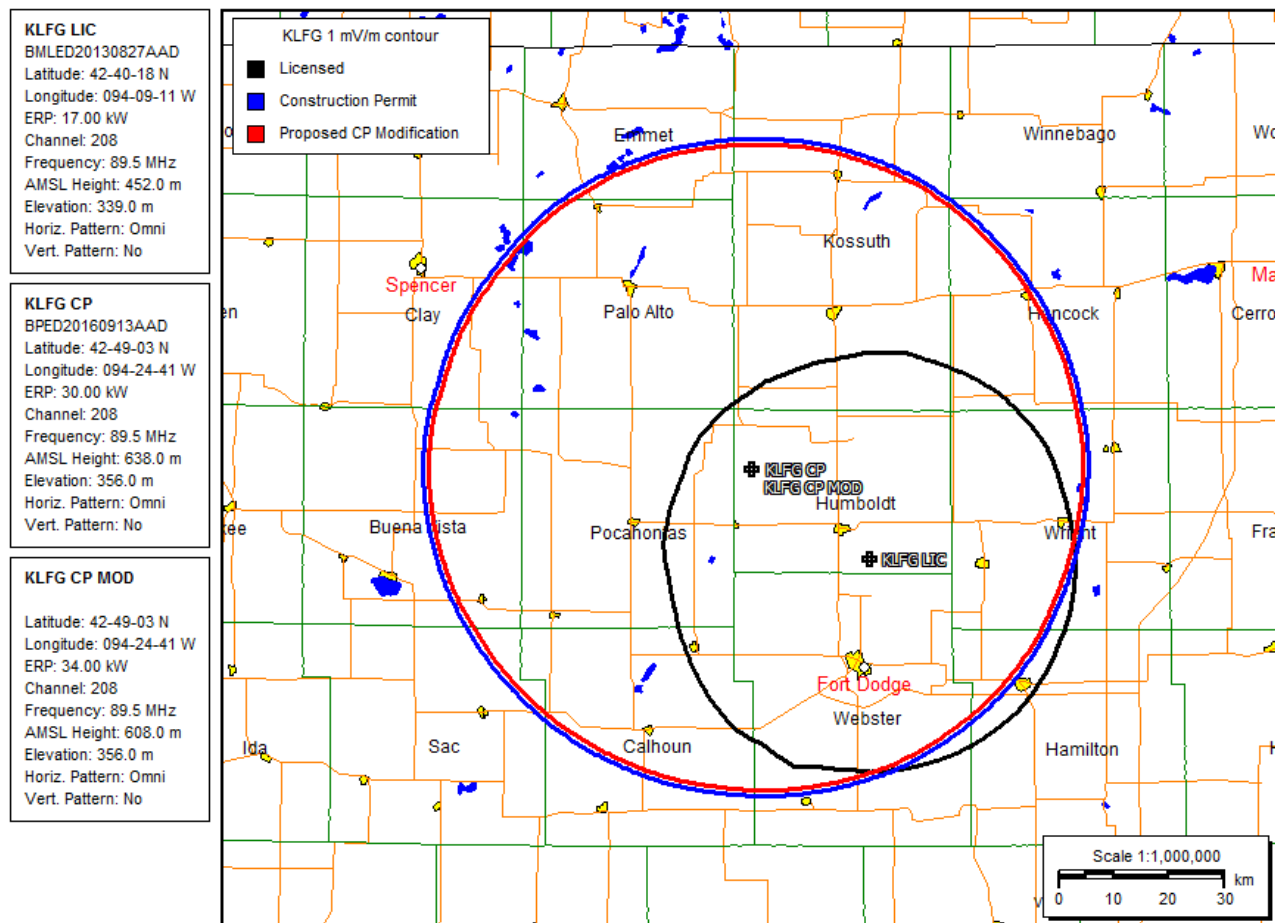 KLFG LIC
BMLED20130827AAD
Latitude: 42-40-18 N
Longitude: 094-09-11 W
ERP: 17.00 kW
Channel: 208
Frequency: 89.5 MHz
AMSL Height: 452.0 m
Elevation: 339.0 m
Horiz. Pattern: Omni
Vert. Pattern: No
KLFG CP
BPED20160913AAD
Latitude: 42-49-03 N
Longitude: 094-24-41 W
ERP: 30.00 kW
Channel: 208
Frequency: 89.5 MHz
AMSL Height: 638.0 m
Elevation: 356.0 m
Horiz. Pattern: Omni
Vert. Pattern: No
KLFG CP MOD
Latitude: 42-49-03 N
Longitude: 094-24-41 W
ERP: 34.00 kW
Channel: 208
Frequency: 89.5 MHz
AMSL Height: 608.0 m
Elevation: 356.0 m
Horiz. Pattern: Omni
Vert. Pattern: No
KLFG 1 mV/m contour
Licensed
Construction Permit
Proposed CP Modification
Emmet
Winnebago
Kossuth
Spencer
Clay
Palo Alto
Hancock
Cerro
Ma
KLFG CP
KLFG CP MOD
Humboldt
Buena Vista
Pocahontas
Wright
Fra
KLFG LIC
Fort Dodge
Webster
Ida
Sac
Calhoun
Hamilton
Scale 1:1,000,000
0 10 20 30 km